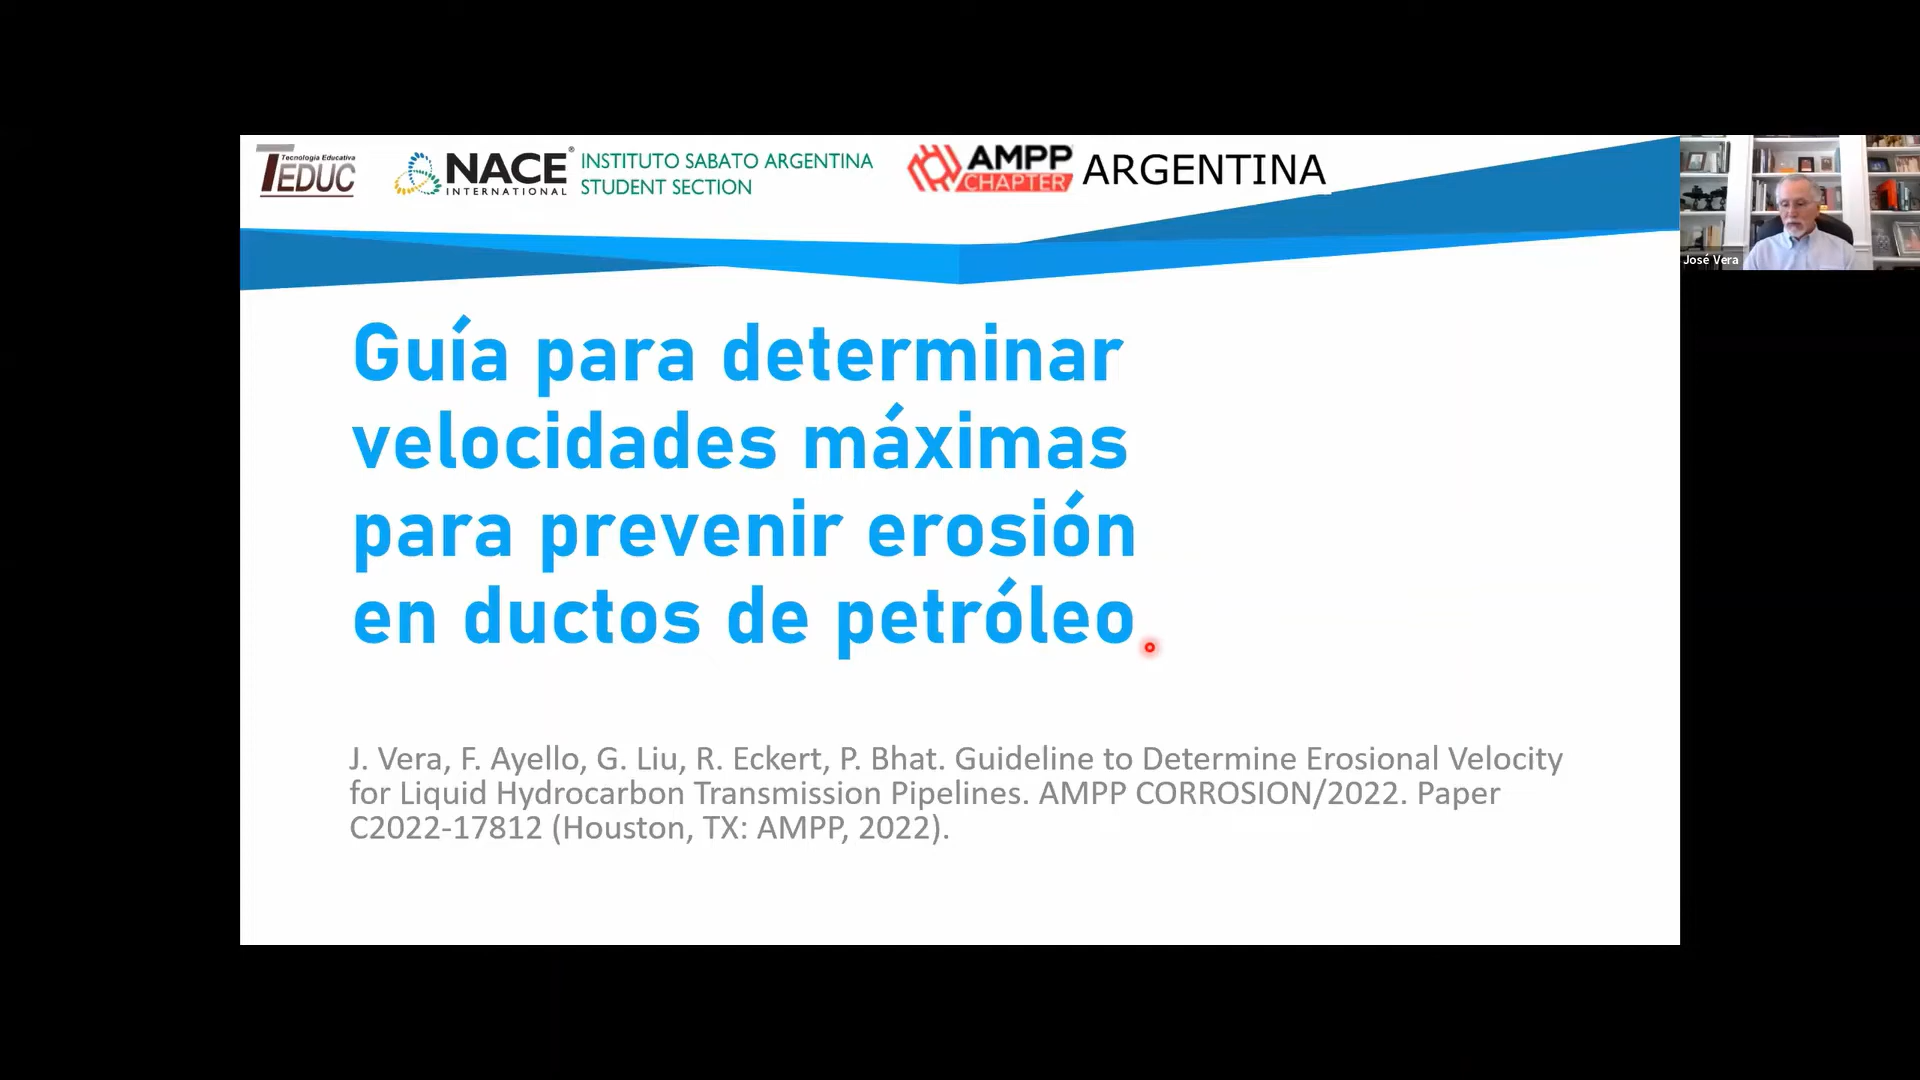 Tecnología Educativa
TEDUC
NACE®
INTERNATIONAL
INSTITUTO SABATO ARGENTINA
STUDENT SECTION
AMPP
CHAPTER
ARGENTINA
José Vera
Guía para determinar
velocidades máximas
para prevenir erosión
en ductos de petróleo
J. Vera, F. Ayello, G. Liu, R. Eckert, P. Bhat. Guideline to Determine Erosional Velocity
for Liquid Hydrocarbon Transmission Pipelines. AMPP CORROSION/2022. Paper
C2022-17812 (Houston, TX: AMPP, 2022).